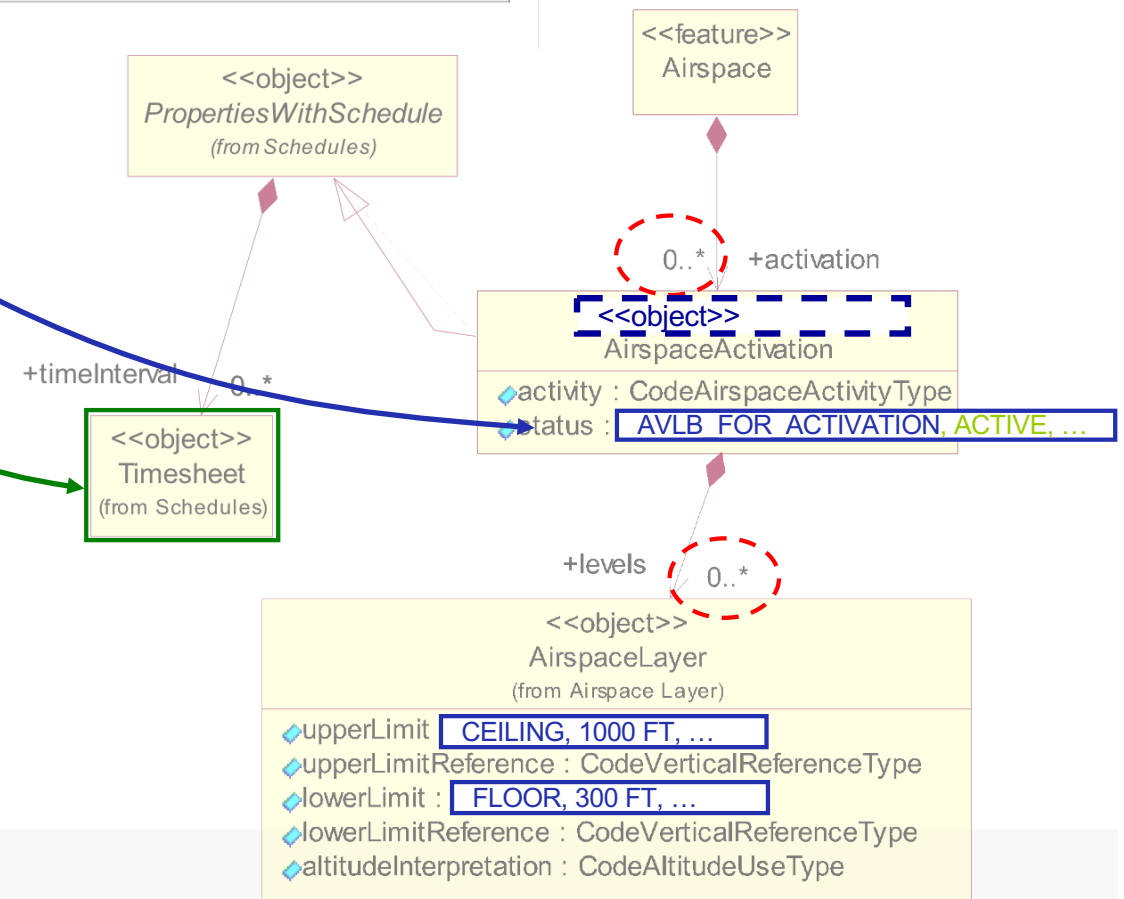 <<feature>>
Airspace
<<object>>
PropertiesWithSchedule
(from Schedules)
0..*
+activation
<<object>>
AirspaceActivation
activity : CodeAirspaceActivityType
status : AVLB_FOR_ACTIVATION, ACTIVE, …
+timeInterval
0..*
<<object>>
Timesheet
(from Schedules)
+levels
0..*
<<object>>
AirspaceLayer
(from Airspace Layer)
upperLimit CEILING, 1000 FT, …
upperLimitReference : CodeVerticalReferenceType
lowerLimit : FLOOR, 300 FT, …
lowerLimitReference : CodeVerticalReferenceType
altitudeInterpretation : CodeAltitudeUseType